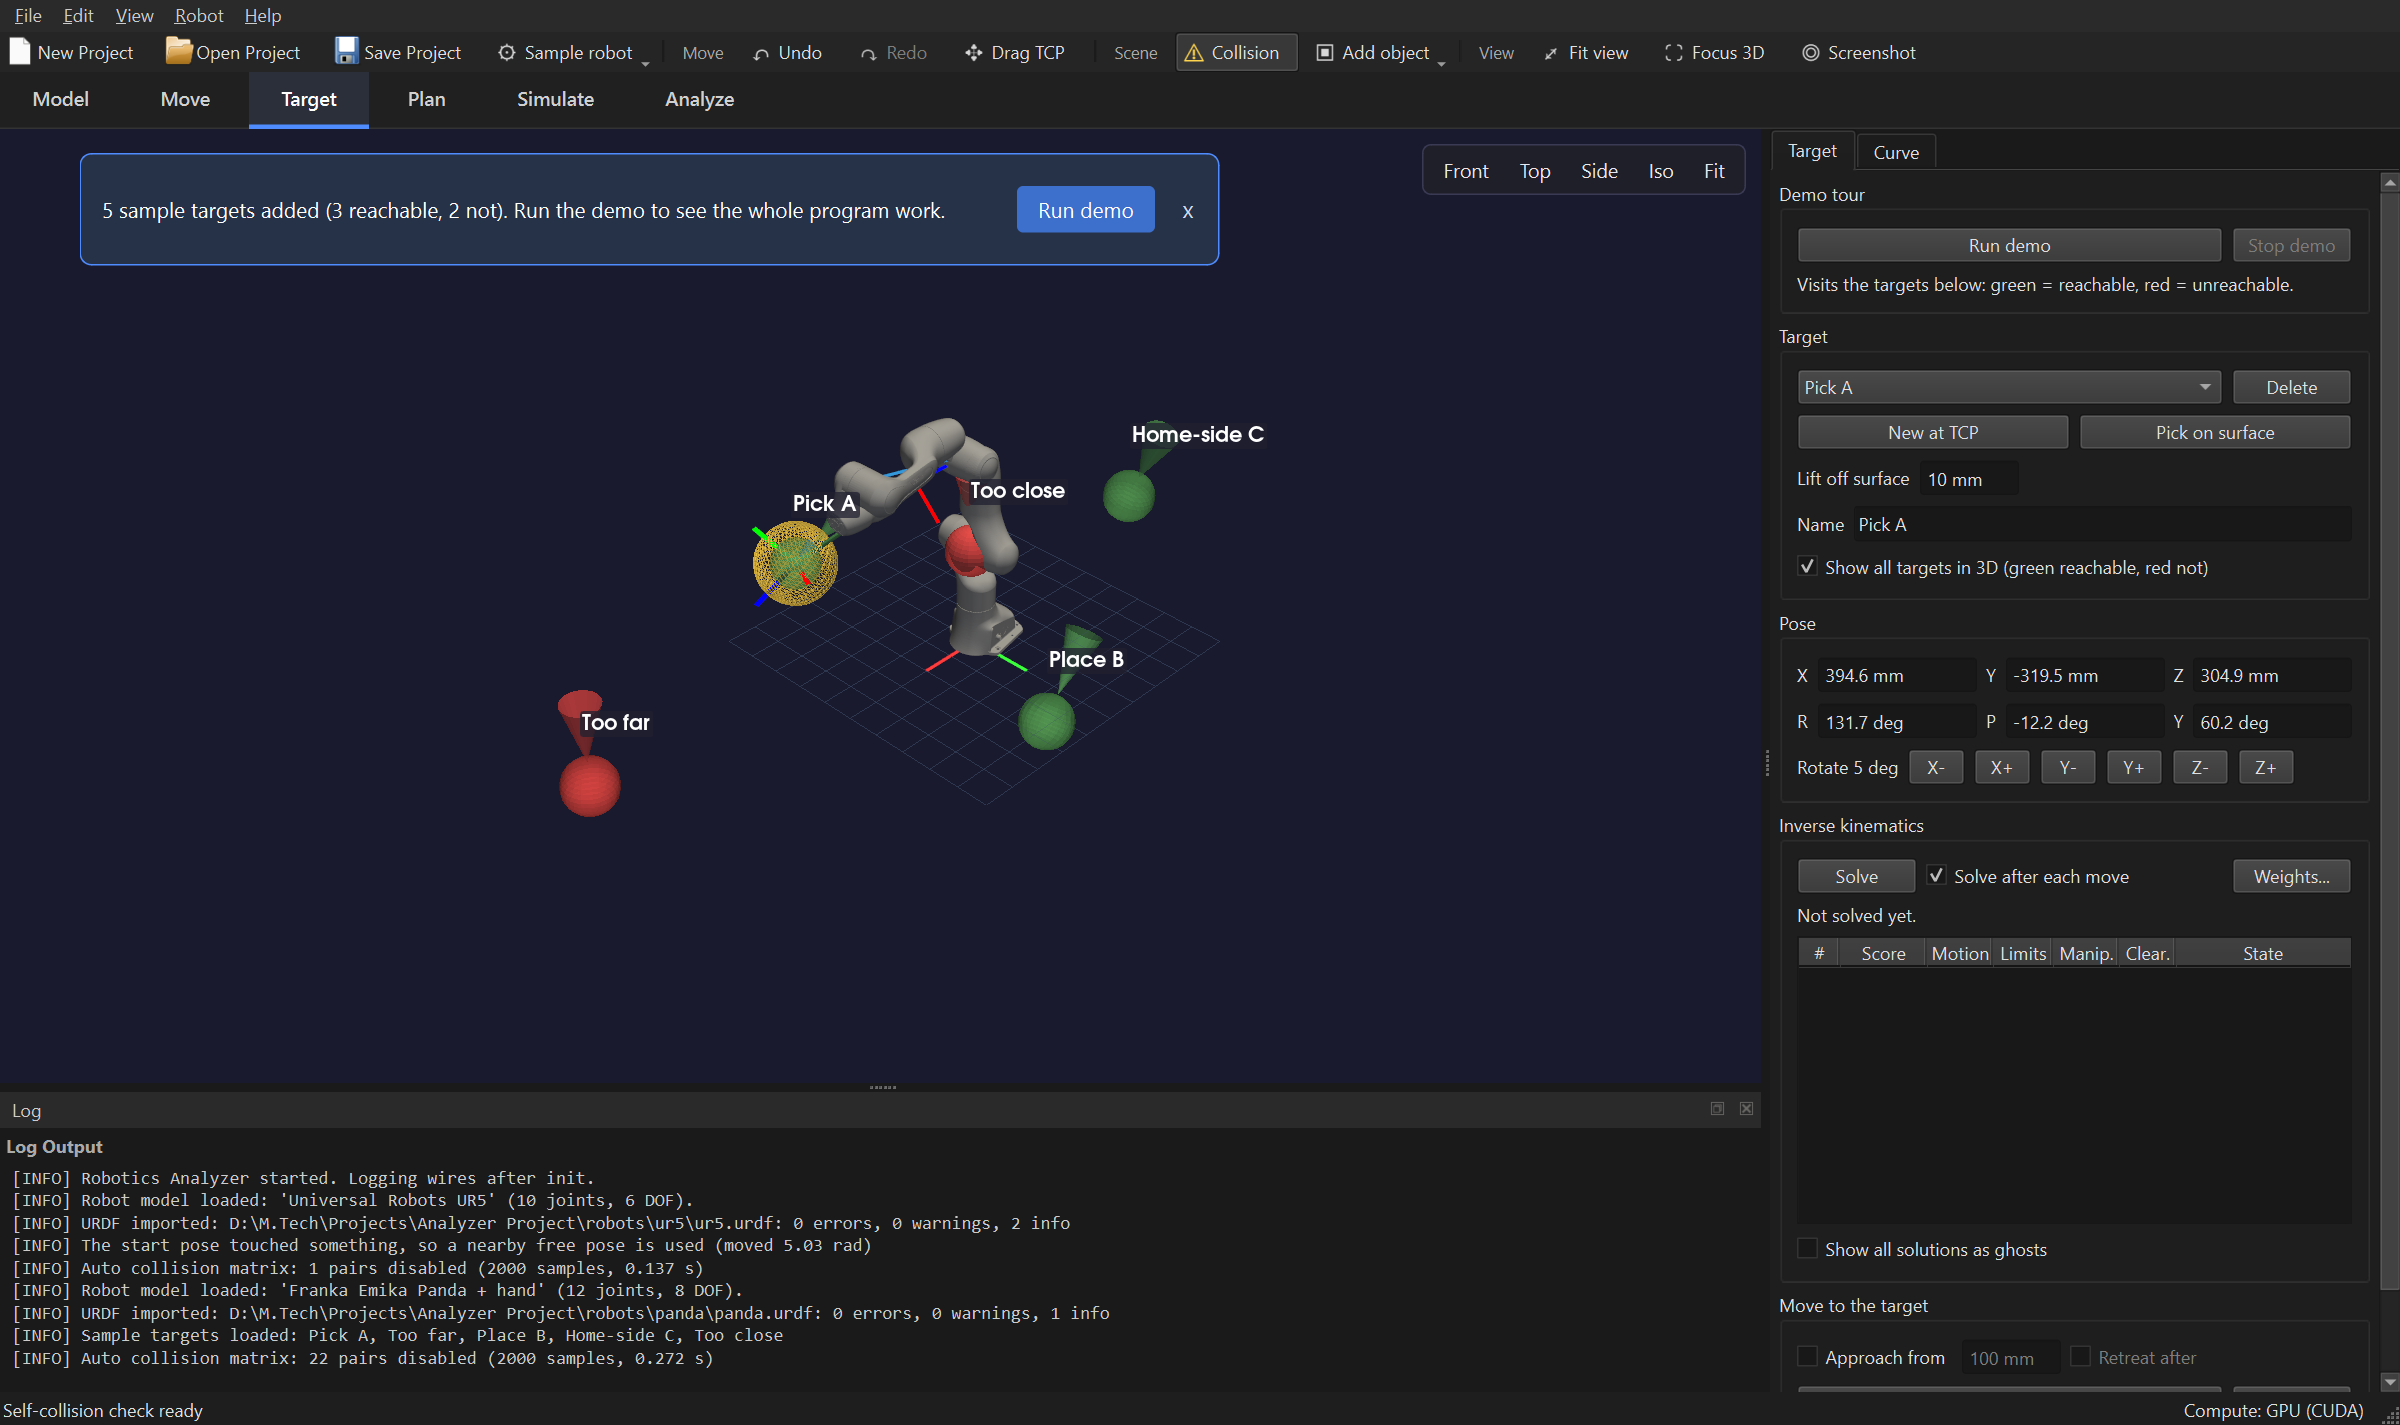 File Edit View Robot Help
New Project Open Project Save Project Sample robot Move Undo Redo Drag TCP Scene Collision Add object View Fit view Focus 3D Screenshot
Model Move Target Plan Simulate Analyze
5 sample targets added (3 reachable, 2 not). Run the demo to see the whole program work. Run demo x
Front Top Side Iso Fit
Home-side C
Too close
Pick A
Place B
Too far
Target Curve
Demo tour
Run demo Stop demo
Visits the targets below: green = reachable, red = unreachable.
Target
Pick A Delete
New at TCP Pick on surface
Lift off surface 10 mm
Name Pick A
Show all targets in 3D (green reachable, red not)
Pose
X 394.6 mm Y -319.5 mm Z 304.9 mm
R 131.7 deg P -12.2 deg Y 60.2 deg
Rotate 5 deg X- X+ Y- Y+ Z- Z+
Inverse kinematics
Solve Solve after each move Weights...
Not solved yet.
# Score Motion Limits Manip. Clear. State
Show all solutions as ghosts
Move to the target
Approach from 100 mm Retreat after
Log
Log Output
[INFO] Robotics Analyzer started. Logging wires after init.
[INFO] Robot model loaded: 'Universal Robots UR5' (10 joints, 6 DOF).
[INFO] URDF imported: D:\M.Tech\Projects\Analyzer Project\robots\ur5\ur5.urdf: 0 errors, 0 warnings, 2 info
[INFO] The start pose touched something, so a nearby free pose is used (moved 5.03 rad)
[INFO] Auto collision matrix: 1 pairs disabled (2000 samples, 0.137 s)
[INFO] Robot model loaded: 'Franka Emika Panda + hand' (12 joints, 8 DOF).
[INFO] URDF imported: D:\M.Tech\Projects\Analyzer Project\robots\panda\panda.urdf: 0 errors, 0 warnings, 1 info
[INFO] Sample targets loaded: Pick A, Too far, Place B, Home-side C, Too close
[INFO] Auto collision matrix: 22 pairs disabled (2000 samples, 0.272 s)
Self-collision check ready
Compute: GPU (CUDA)